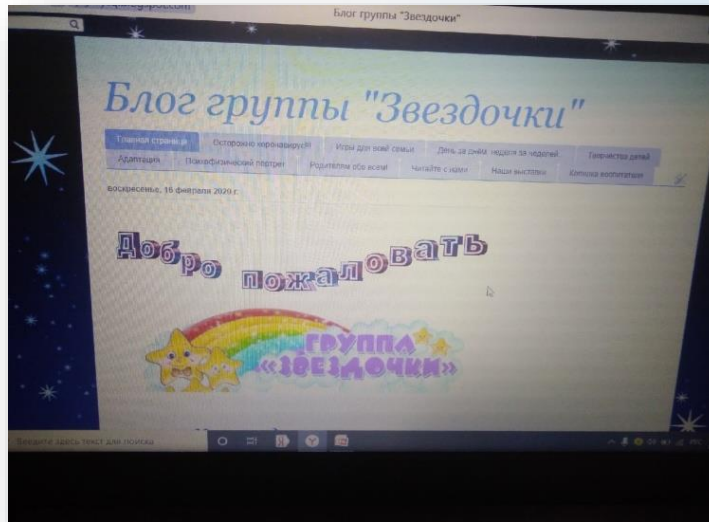 Блог группы "Звездочки"
Блог группы "Звездочки"
Главная страница Осторожно коронавирус!!! Игры для всей семьи День за днём, неделя за неделей Творчество детей
Адаптация Психофизический портрет Родителям обо всем! Читайте с нами Наши выставки Копилка воспитателя
воскресенье, 16 февраля 2020 г.
Добро пожаловать
ГРУППА
«ЗВЕЗДОЧКИ»
Введите здесь текст для поиска
РУС